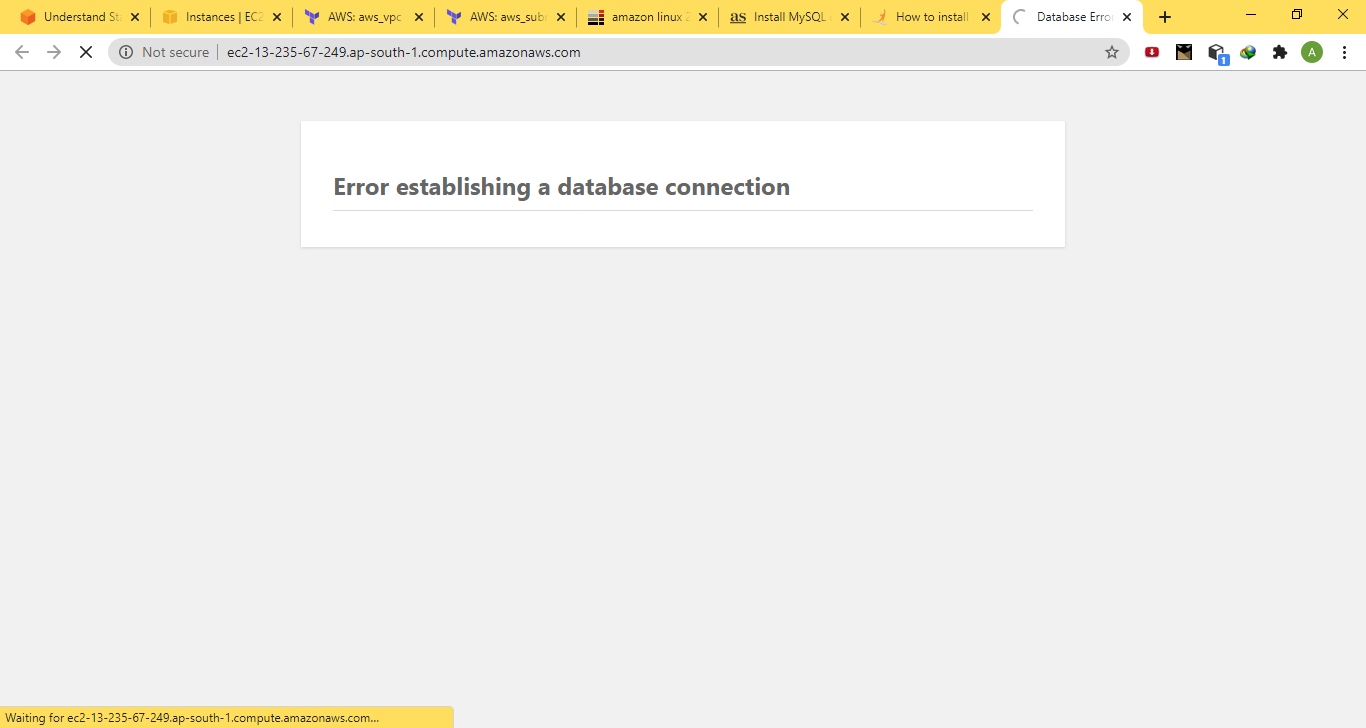 Understand St
Instances | EC2
AWS: aws_vpc
AWS: aws_sub
amazon linux 2
as Install MySQL
How to install
Database Error
Not secure
ec2-13-235-67-249.ap-south-1.compute.amazonaws.com
1
A
Error establishing a database connection
Waiting for ec2-13-235-67-249.ap-south-1.compute.amazonaws.com...